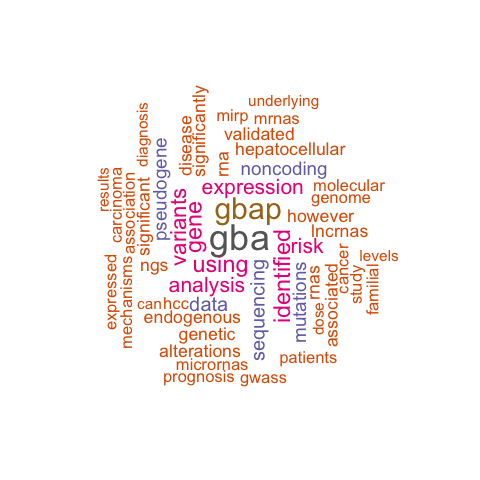 underlying
mirp
mrnas
validated
hepatocellular
diagnosis
disease
significantly
rna
noncoding
pseudogene
expression
molecular
genome
results
carcinoma
association
significant
variants
gene
gbap
however
lncrnas
gba
identified
risk
ngs
using
analysis
sequencing
mutations
rnas
dose
associated
cancer
study
levels
familial
expressed
mechanisms
can
hcc
data
endogenous
genetic
alterations
micrornas
patients
prognosis
gwass